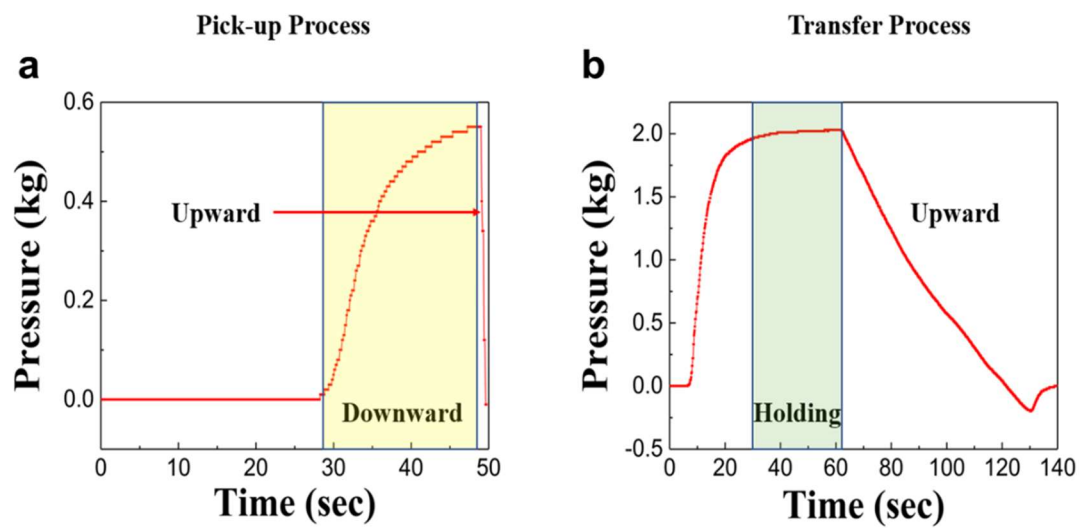 Pick-up Process
Transfer Process
a
b
0.6
0.4
0.2
0.0
Pressure (kg)
Upward
Downward
0 10 20 30 40 50
Time (sec)
2.0
1.5
1.0
0.5
0.0
-0.5
Pressure (kg)
Upward
Holding
0 20 40 60 80 100 120 140
Time (sec)